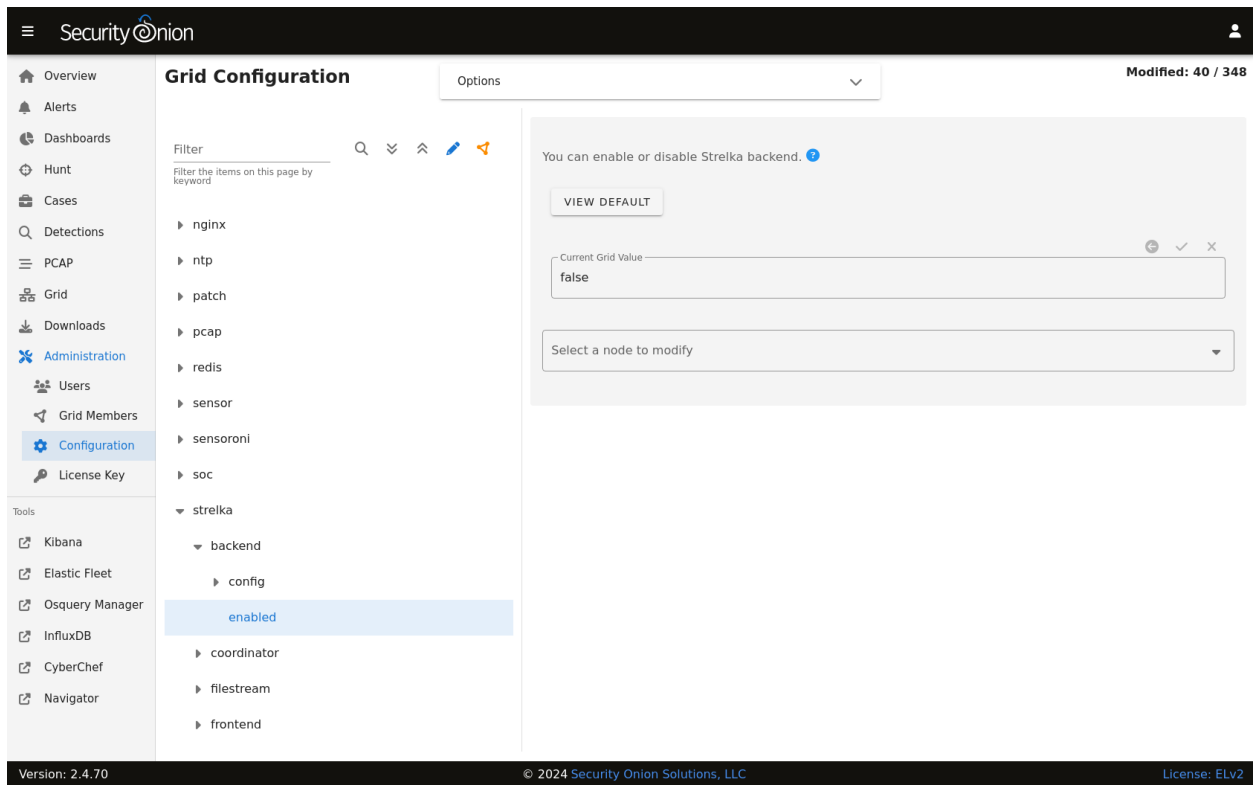 Security Onion
Overview
Alerts
Dashboards
Hunt
Cases
Detections
PCAP
Grid
Downloads
Administration
Users
Grid Members
Configuration
License Key
Tools
Kibana
Elastic Fleet
Osquery Manager
InfluxDB
CyberChef
Navigator
Grid Configuration
Options
Modified: 40 / 348
Filter
Filter the items on this page by
keyword
nginx
ntp
patch
pcap
redis
sensor
sensoroni
soc
strelka
backend
config
enabled
coordinator
filestream
frontend
You can enable or disable Strelka backend. ?
VIEW DEFAULT
Current Grid Value
false
Select a node to modify
Version: 2.4.70
© 2024 Security Onion Solutions, LLC
License: ELv2